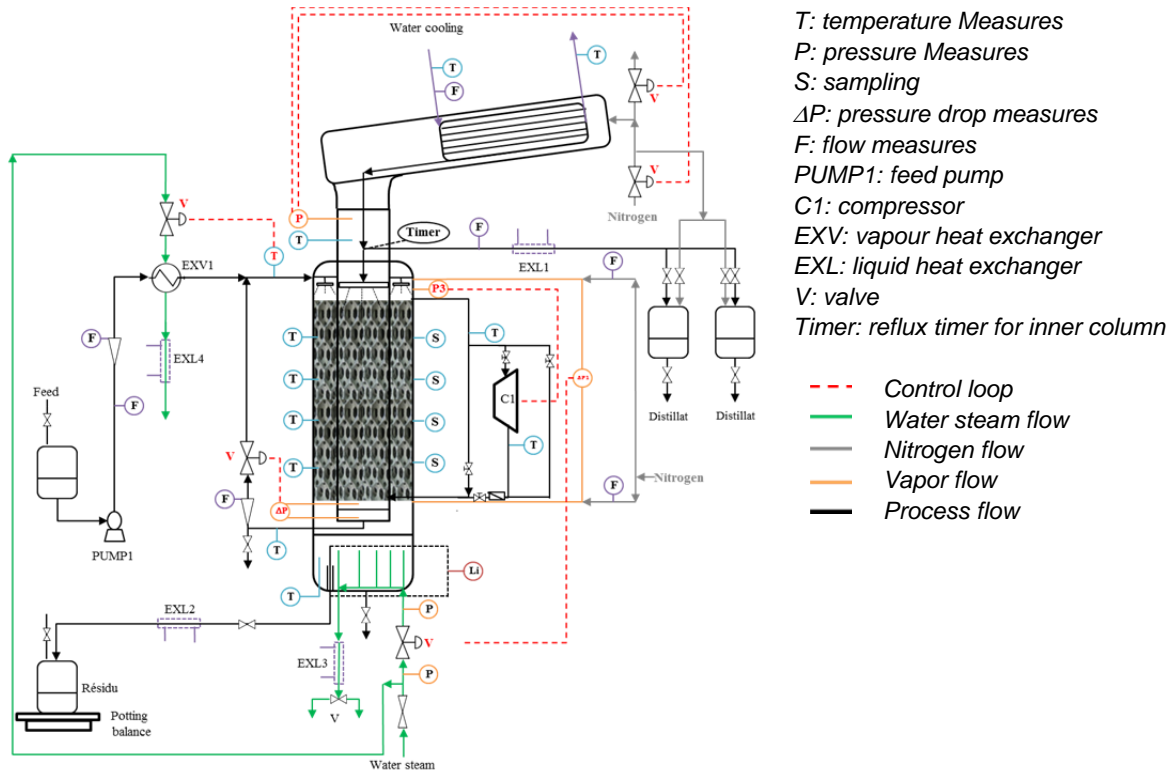 Water cooling
T
F
T
V
V
Nitrogen
P
T
Timer
F
EXL1
V
T
EXV1
F
EXL4
F
Feed
PUMP1
P3
F
T
T
T
T
T
S
S
S
S
T
C1
T
ΔP3
Distillat
Distillat
Nitrogen
F
V
F
ΔP
T
T
Li
P
V
P
EXL2
EXL3
V
Résidu
Potting
balance
Water steam
T: temperature Measures
P: pressure Measures
S: sampling
ΔP: pressure drop measures
F: flow measures
PUMP1: feed pump
C1: compressor
EXV: vapour heat exchanger
EXL: liquid heat exchanger
V: valve
Timer: reflux timer for inner column
Control loop
Water steam flow
Nitrogen flow
Vapor flow
Process flow